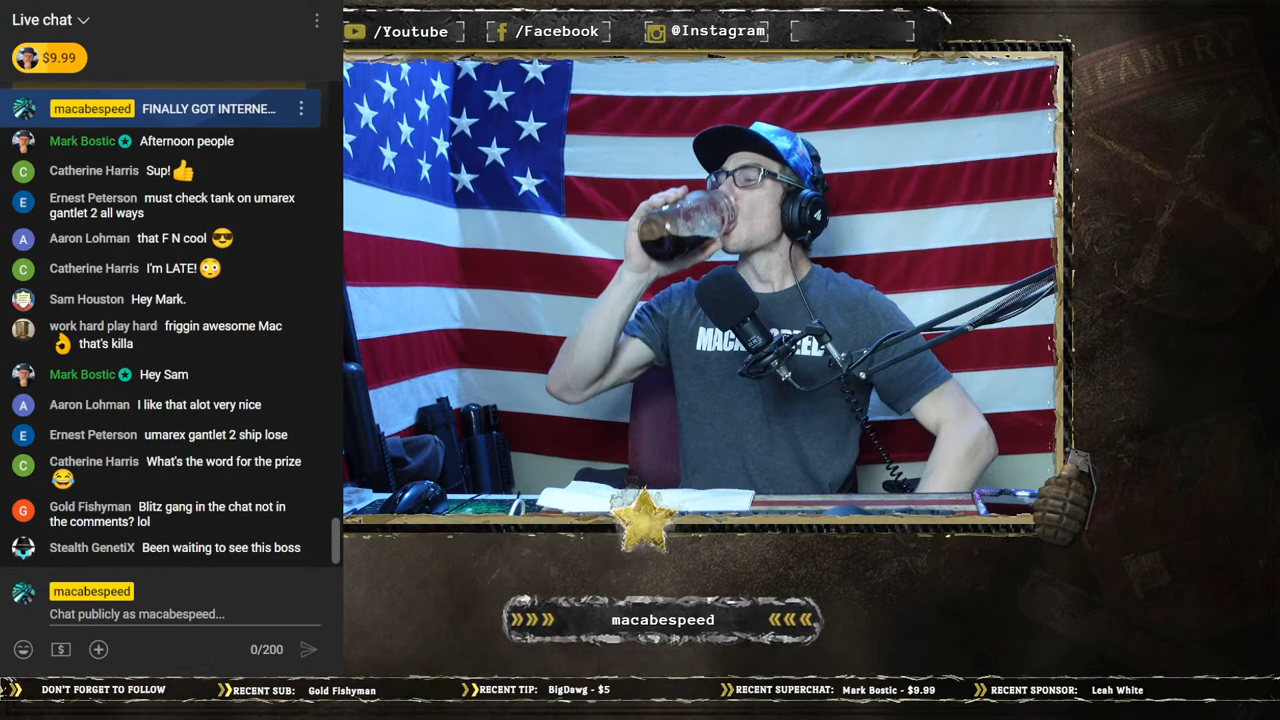 Live chat
$9.99
macabespeed FINALLY GOT INTERNE...
Mark Bostic Afternoon people
Catherine Harris Sup!👍
Ernest Peterson must check tank on umarex
gantlet 2 all ways
Aaron Lohman that F N cool 😎
Catherine Harris I'm LATE!😳
Sam Houston Hey Mark.
work hard play hard friggin awesome Mac
👌 that's killa
Mark Bostic Hey Sam
Aaron Lohman I like that alot very nice
Ernest Peterson umarex gantlet 2 ship lose
Catherine Harris What's the word for the prize
😂
Gold Fishyman Blitz gang in the chat not in
the comments? lol
Stealth GenetiX Been waiting to see this boss
macabespeed
Chat publicly as macabespeed...
0/200
/Youtube
/Facebook
@Instagram
INFANTRY
macabespeed
DON'T FORGET TO FOLLOW
RECENT SUB: Gold Fishyman
RECENT TIP: BigDawg - $5
RECENT SUPERCHAT: Mark Bostic - $9.99
RECENT SPONSOR: Leah White